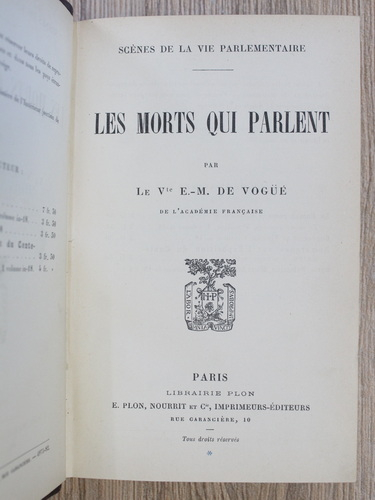 SCÈNES DE LA VIE PARLEMENTAIRE
LES MORTS QUI PARLENT
PAR
LE Vte E.-M. DE VOGÜÉ
DE L'ACADÉMIE FRANÇAISE
PARIS
LIBRAIRIE PLON
E. PLON, NOURRIT ET Cie, IMPRIMEURS-ÉDITEURS
RUE GARANCIÈRE, 10
Tous droits réservés